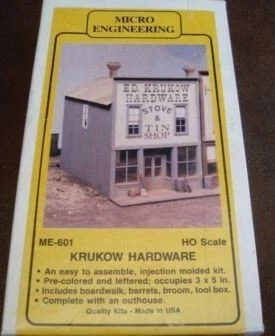 MICRO
ENGINEERING
ED. KRUKOW
HARDWARE
STOVE
&
TIN
SHOP
ME-601 HO Scale
KRUKOW HARDWARE
• An easy to assemble, injection molded kit.
• Pre-colored and lettered; occupies 3 x 5 in.
• Includes boardwalk, barrels, broom, tool box.
• Complete with an outhouse.
Quality Kits - Made in USA